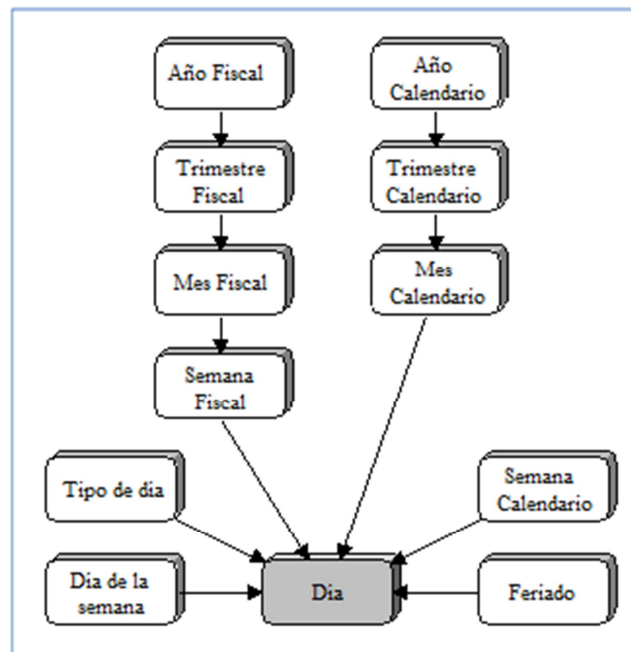 Año Fiscal
Año
Calendario
Trimestre
Fiscal
Trimestre
Calendario
Mes Fiscal
Mes
Calendario
Semana
Fiscal
Tipo de dia
Semana
Calendario
Dia de la
semana
Dia
Feriado